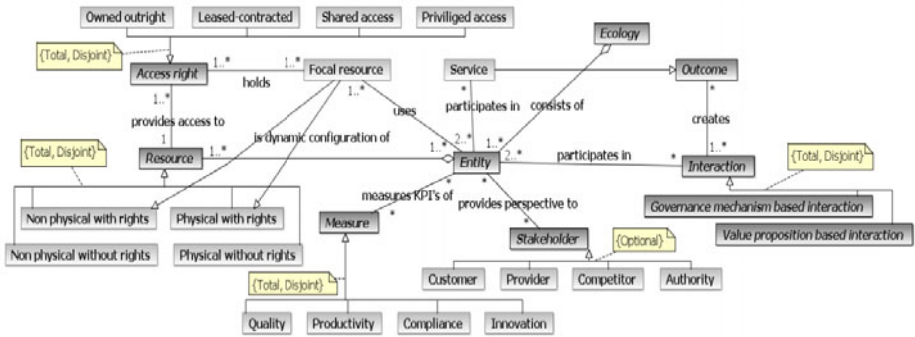 Owned outright
Leased-contracted
Shared access
Priviliged access
Ecology
{Total, Disjoint}
Access right
1..*
1..*
holds
Focal resource
Service
Outcome
1..*
1..*
*
*
uses
participates in
consists of
creates
provides access to
is dynamic configuration of
1
1..*
2..*
1..*
1..*
{Total, Disjoint}
Resource
*
Entity
2..*
participates in
*
Interaction
{Total, Disjoint}
measures KPI's of
*
*
provides perspective to
*
Non physical with rights
Physical with rights
Measure
Governance mechanism based interaction
Non physical without rights
Physical without rights
Stakeholder
{Optional}
Value proposition based interaction
{Total, Disjoint}
Customer
Provider
Competitor
Authority
Quality
Productivity
Compliance
Innovation